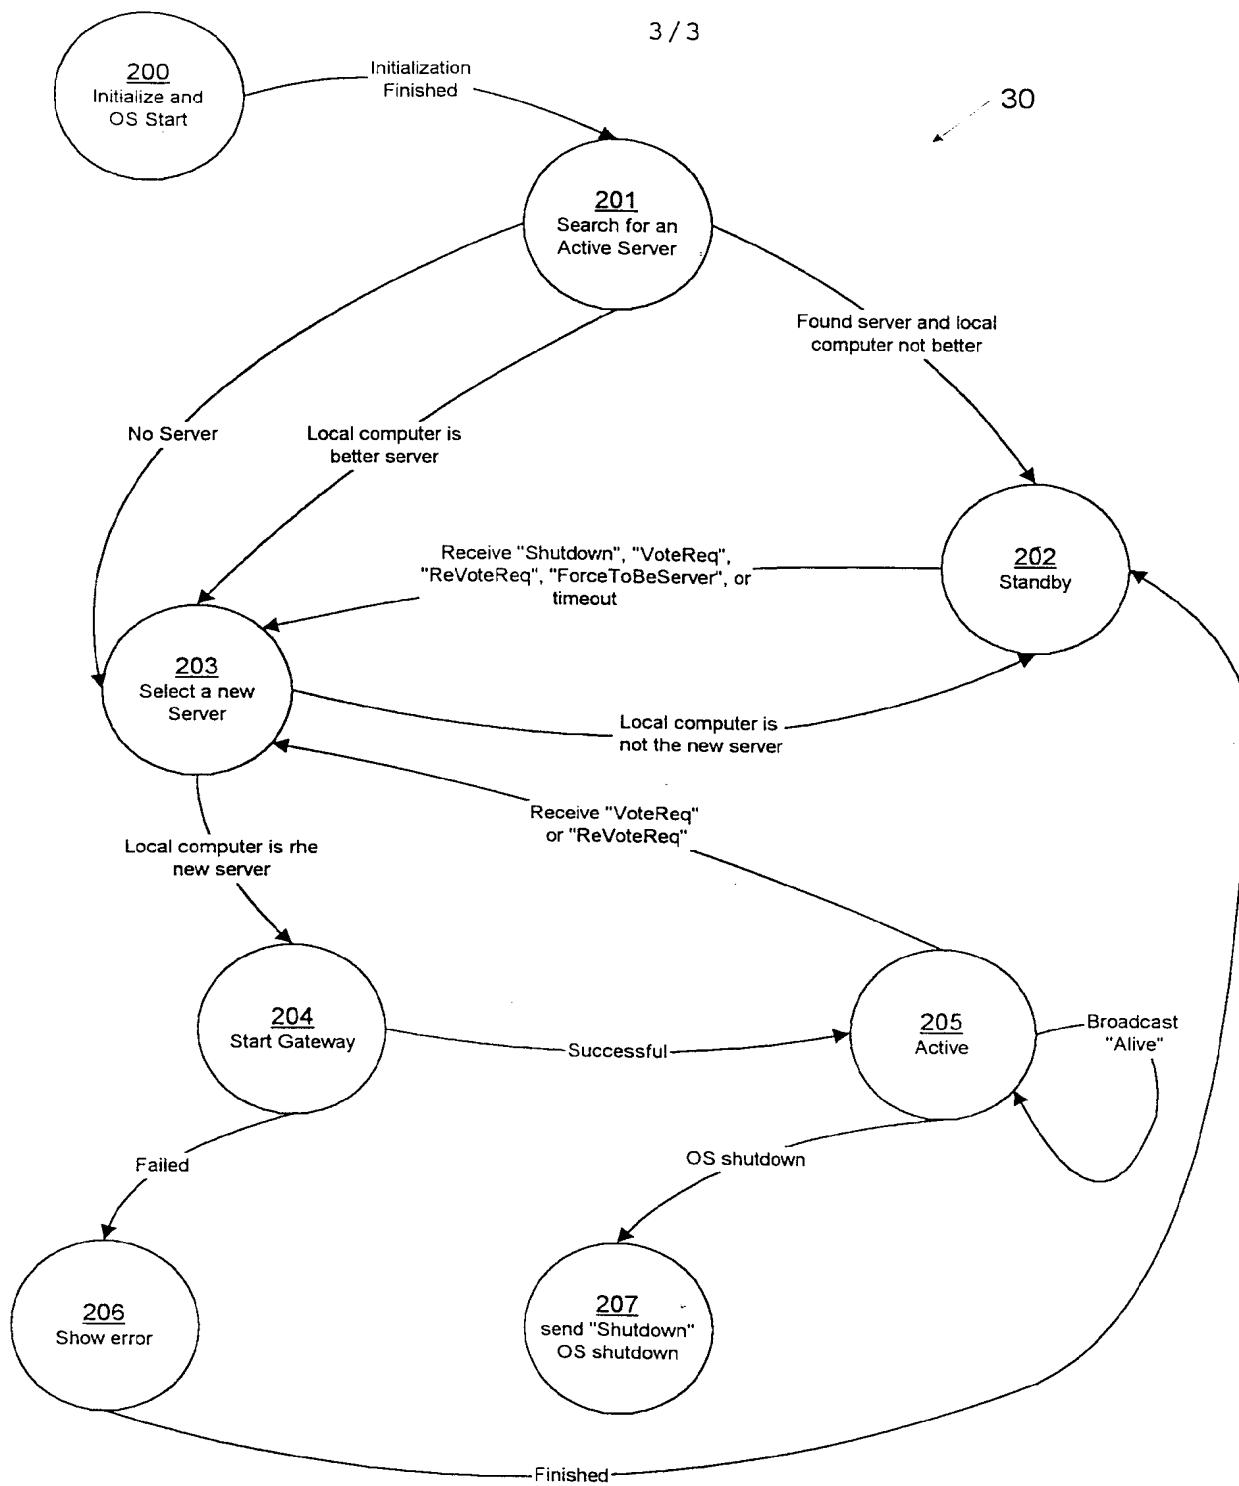 3/3
200
Initialize and
OS Start
Initialization
Finished
30
201
Search for an
Active Server
Found server and local
computer not better
No Server
Local computer is
better server
Receive "Shutdown", "VoteReq",
"ReVoteReq", "ForceToBeServer", or
timeout
202
Standby
203
Select a new
Server
Local computer is
not the new server
Receive "VoteReq"
or "ReVoteReq"
Local computer is rhe
new server
204
Start Gateway
Successful
205
Active
Broadcast
"Alive"
Failed
OS shutdown
206
Show error
207
send "Shutdown"
OS shutdown
Finished